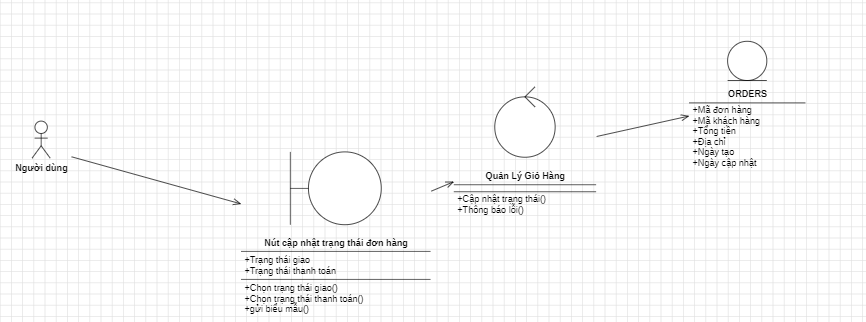 Người dùng
Nút cập nhật trạng thái đơn hàng
+Trạng thái giao
+Trạng thái thanh toán
+Chọn trạng thái giao()
+Chọn trạng thái thanh toán()
+gửi biểu mẫu()
Quản Lý Giỏ Hàng
+Cập nhật trạng thái()
+Thông báo lỗi()
ORDERS
+Mã đơn hàng
+Mã khách hàng
+Tổng tiền
+Địa chỉ
+Ngày tạo
+Ngày cập nhật